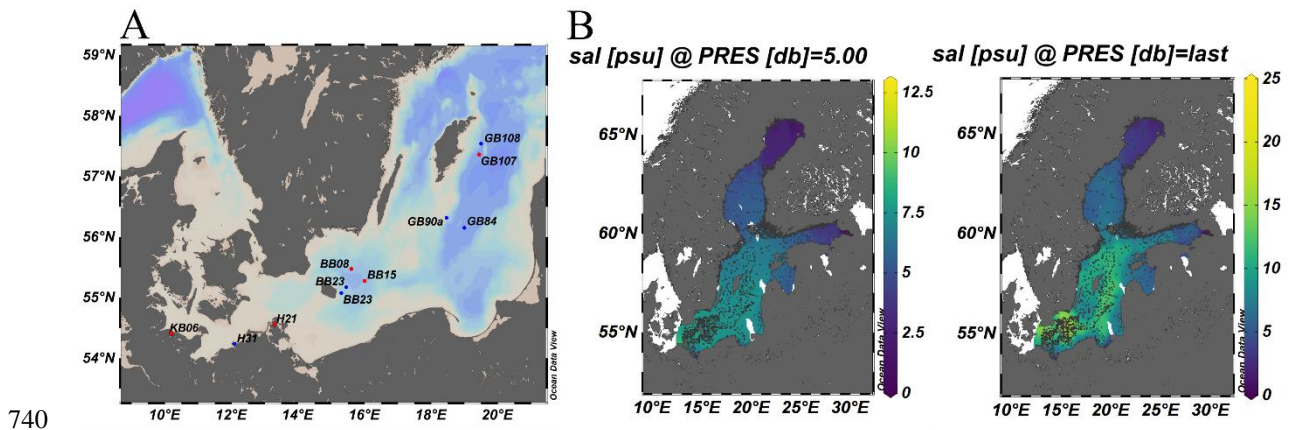 A
59°N
58°N
57°N
56°N
55°N
54°N
10°E 12°E 14°E 16°E 18°E 20°E
GB108
GB107
GB90a
GB84
BB08
BB15
BB23
BB23
H21
KB06
H31
Ocean Data View
B
sal [psu] @ PRES [db]=5.00
65°N
60°N
55°N
10°E 15°E 20°E 25°E 30°E
12.5
10
7.5
5
2.5
0
Ocean Data View
sal [psu] @ PRES [db]=last
65°N
60°N
55°N
10°E 15°E 20°E 25°E 30°E
25
20
15
10
5
0
Ocean Data View
740